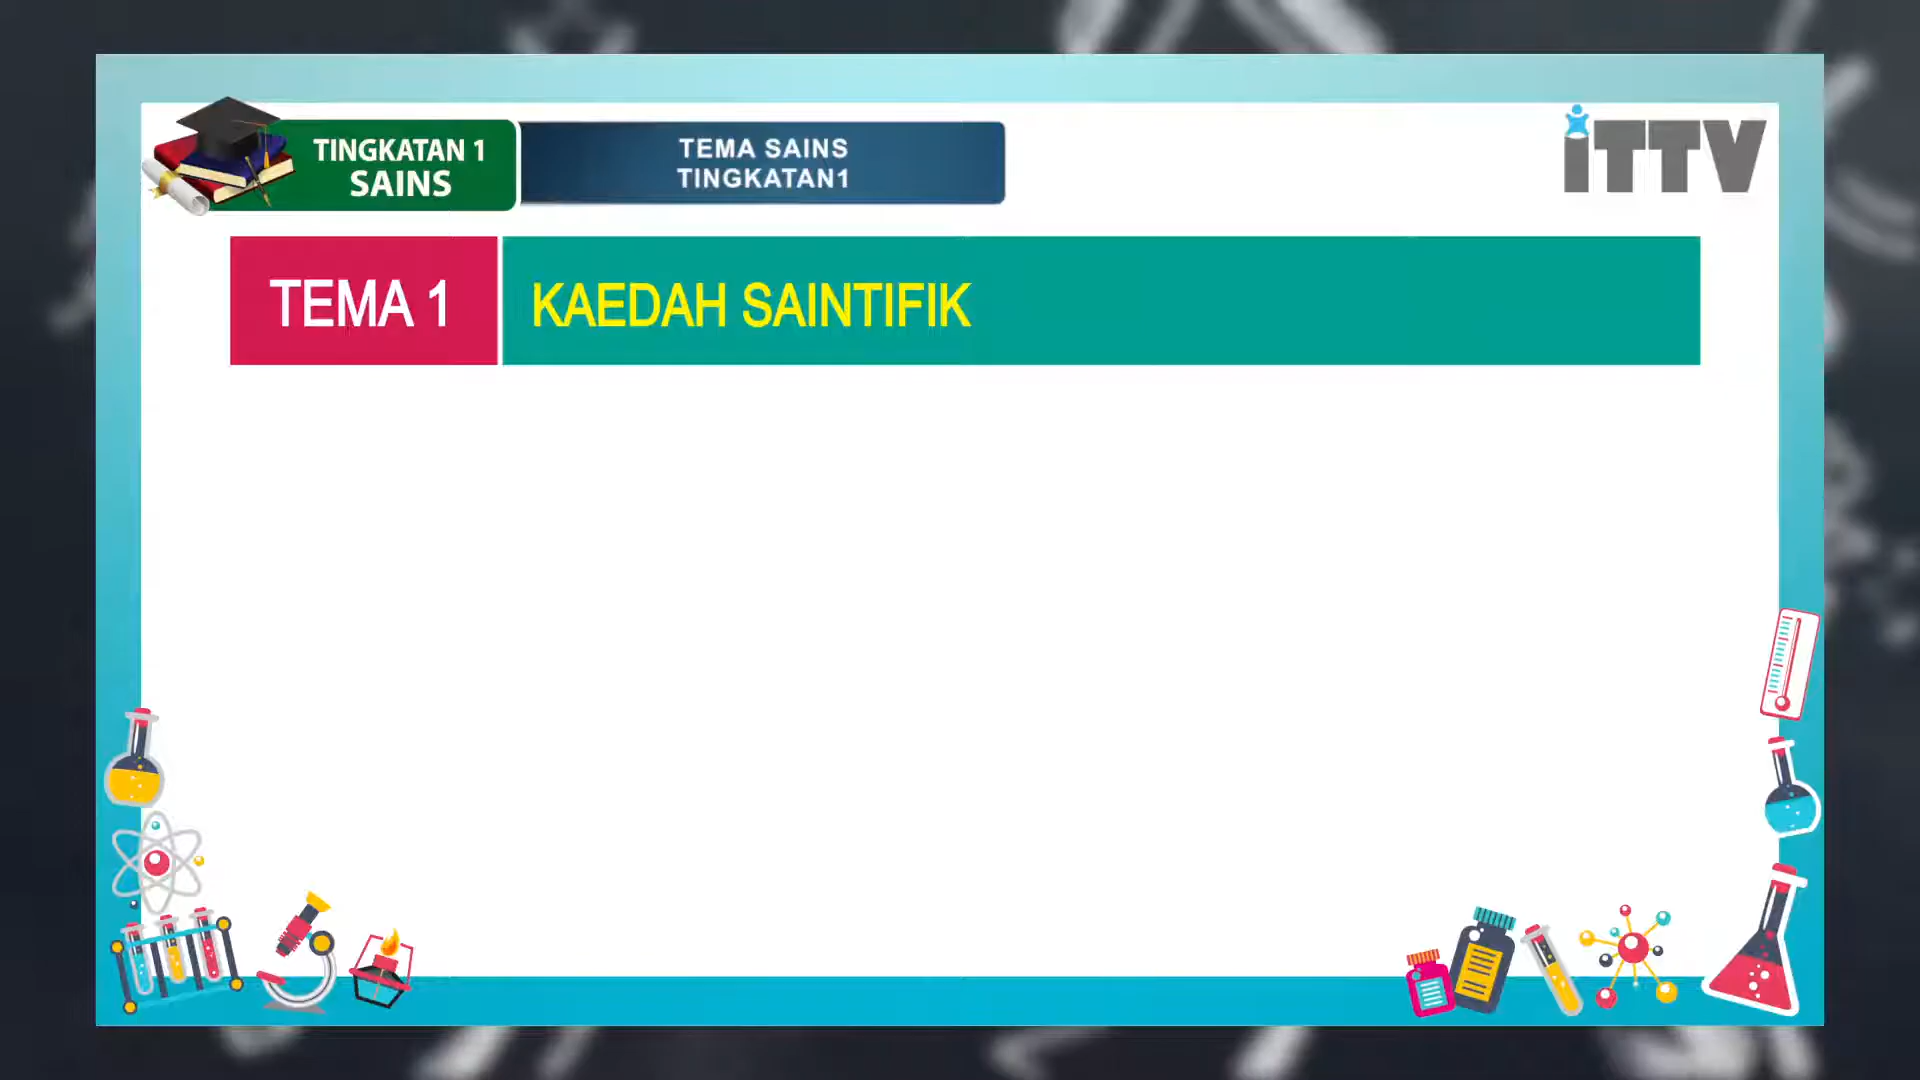 TINGKATAN 1
SAINS
TEMA SAINS
TINGKATAN1
iTTV
TEMA 1
KAEDAH SAINTIFIK